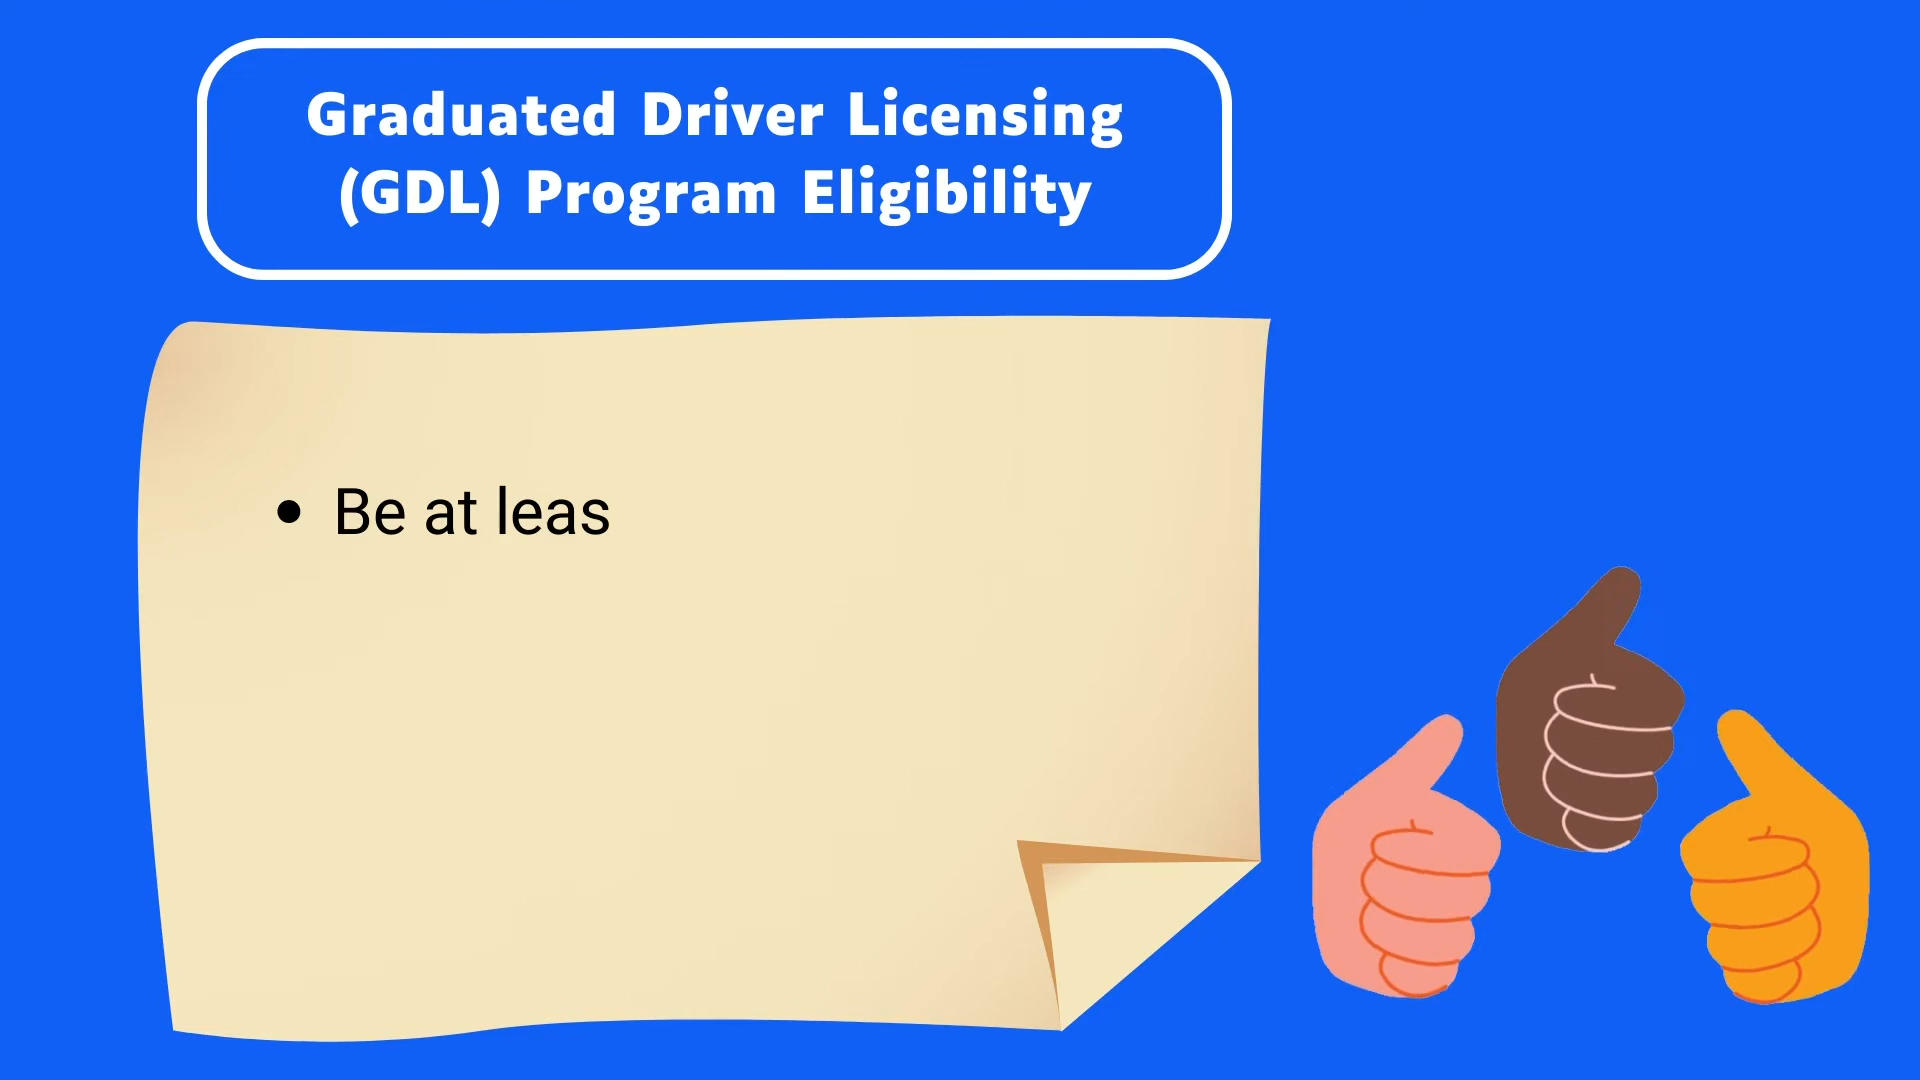 Graduated Driver Licensing
(GDL) Program Eligibility
• Be at leas